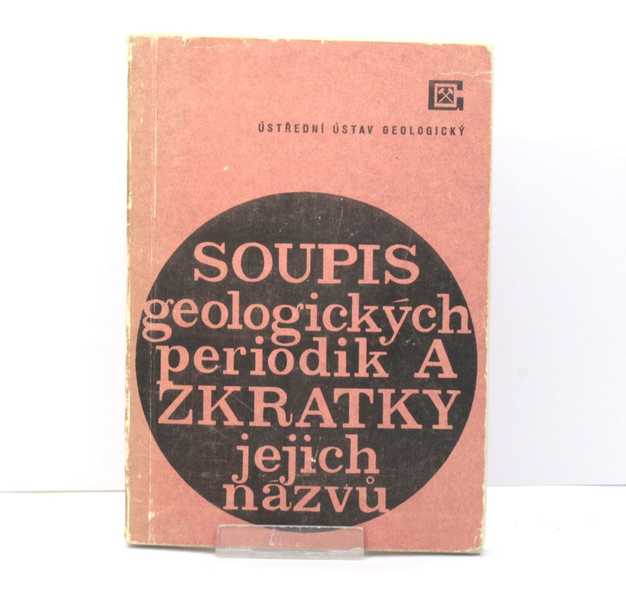 ÚSTŘEDNÍ ÚSTAV GEOLOGICKÝ
SOUPIS
geologických
periodik A
ZKRATKY
jejich
názvů